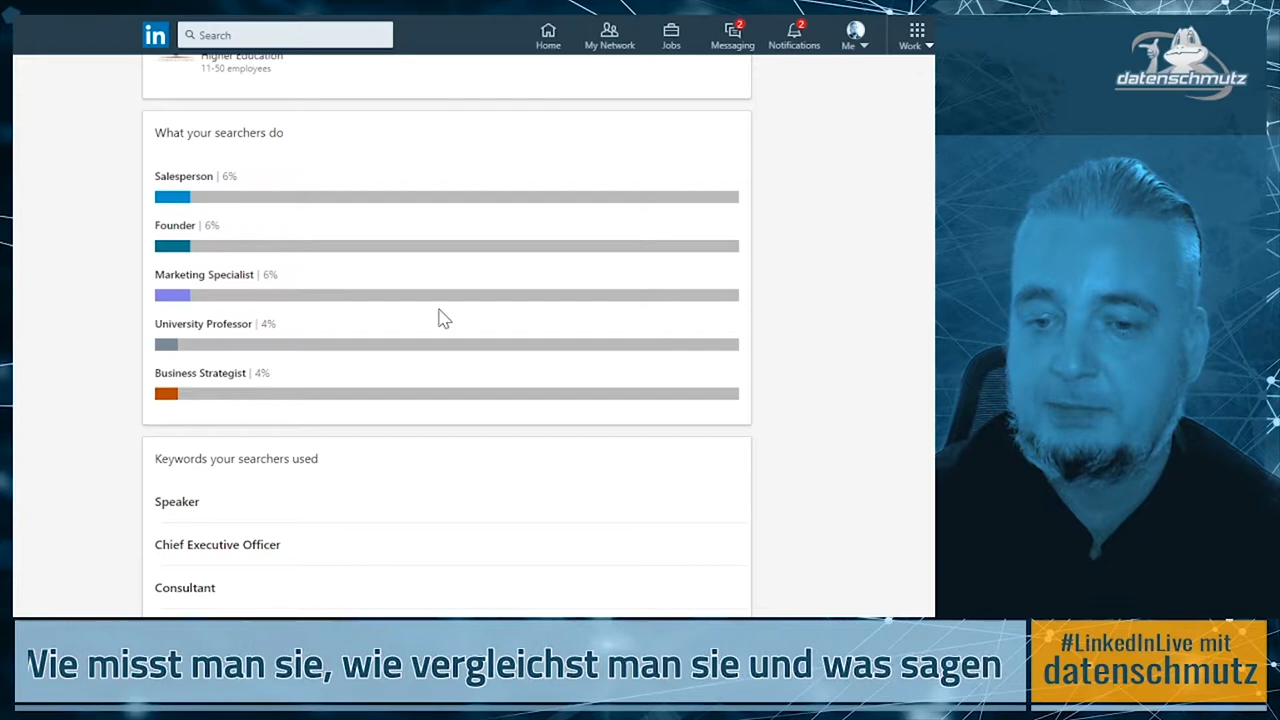 in
Search
Home
My Network
Jobs
2
Messaging
2
Notifications
Me
Work
datenschmutz
Higher Education
11-50 employees
What your searchers do
Salesperson | 6%
Founder | 6%
Marketing Specialist | 6%
University Professor | 4%
Business Strategist | 4%
Keywords your searchers used
Speaker
Chief Executive Officer
Consultant
Wie misst man sie, wie vergleichst man sie und was sagen
#LinkedInLive mit
datenschmutz